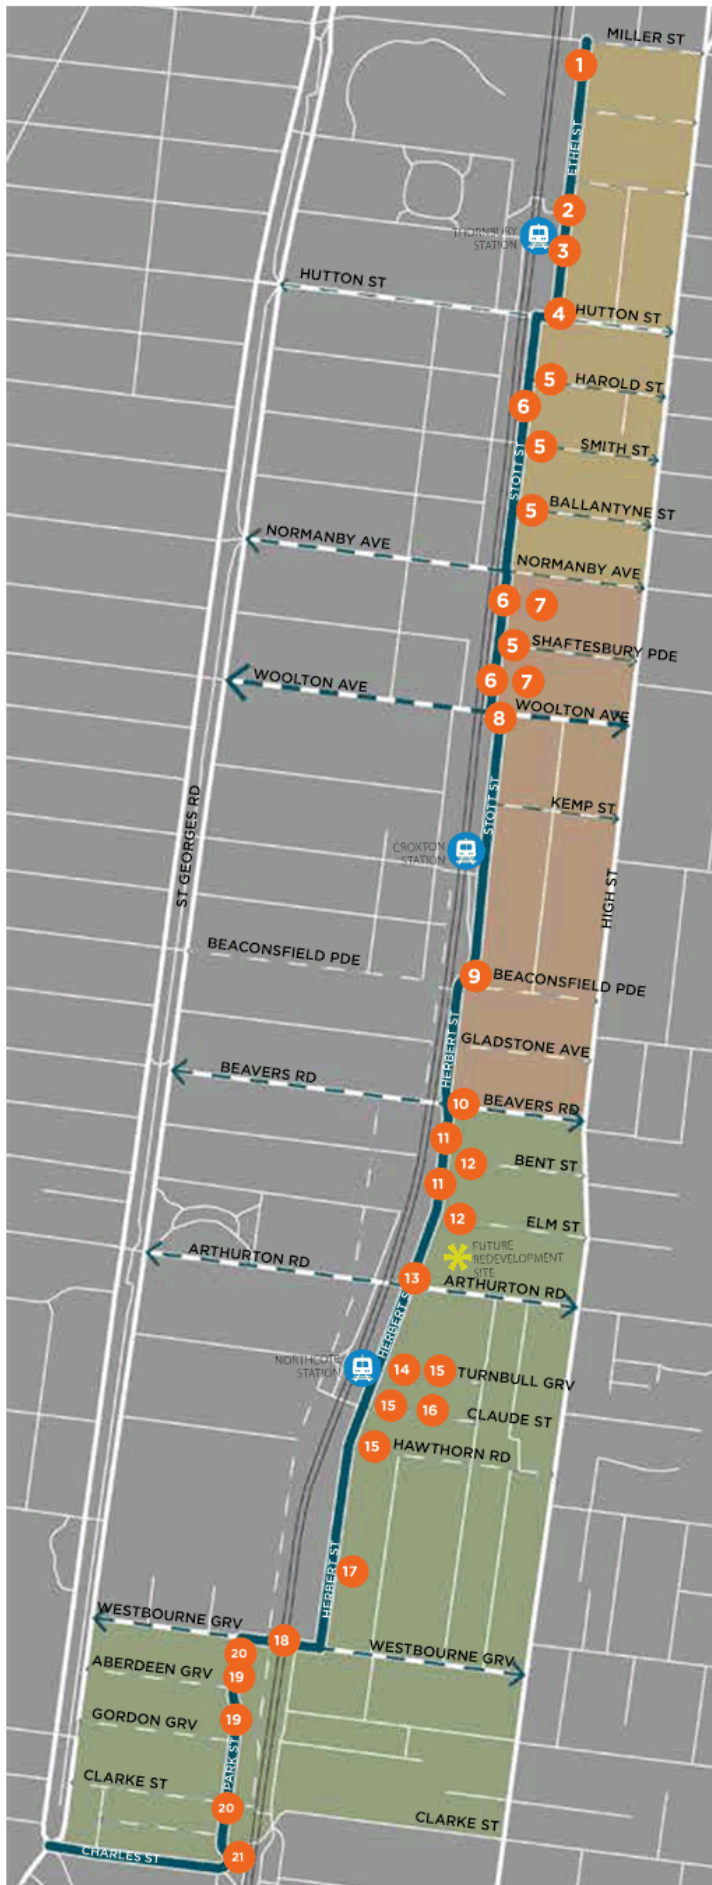 MILLER ST
1
ETHEL ST
2
THORNBURY
STATION
3
HUTTON ST
4
HUTTON ST
5
HAROLD ST
6
5
SMITH ST
STOTT ST
5
BALLANTYNE ST
NORMANBY AVE
NORMANBY AVE
6
7
5
SHAFTESBURY PDE
WOOLTON AVE
6
7
8
WOOLTON AVE
ST GEORGES RD
STOTT ST
KEMP ST
CROXTON
STATION
HIGH ST
BEACONSFIELD PDE
9
BEACONSFIELD PDE
HERBERT ST
GLADSTONE AVE
BEAVERS RD
10
BEAVERS RD
11
12
BENT ST
11
12
ELM ST
FUTURE
REDEVELOPMENT
SITE
ARTHURTON RD
13
ARTHURTON RD
HERBERT S
NORTHCOTE
STATION
14
15
TURNBULL GRV
15
16
CLAUDE ST
15
HAWTHORN RD
HERBERT ST
17
WESTBOURNE GRV
18
WESTBOURNE GRV
20
ABERDEEN GRV
19
GORDON GRV
19
PARK ST
CLARKE ST
20
CLARKE ST
CHARLES ST
21